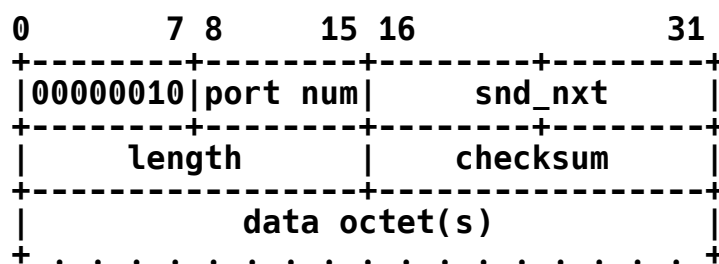 0 7 8 15 16 31
+--------+--------+--------+--------+
|00000010|port num| snd_nxt |
+--------+--------+--------+--------+
| length | checksum |
+-----------------+-----------------+
| data octet(s) |
+ . . . . . . . . . . . . . . . . . +